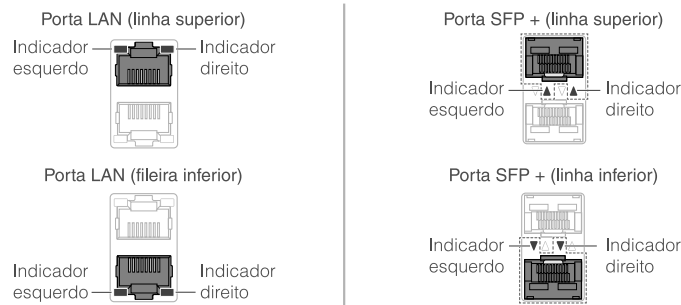 Porta LAN (linha superior)
Indicador
esquerdo
Indicador
direito
Porta LAN (fileira inferior)
Indicador
esquerdo
Indicador
direito
Porta SFP + (linha superior)
Indicador
esquerdo
Indicador
direito
Porta SFP + (linha inferior)
Indicador
esquerdo
Indicador
direito